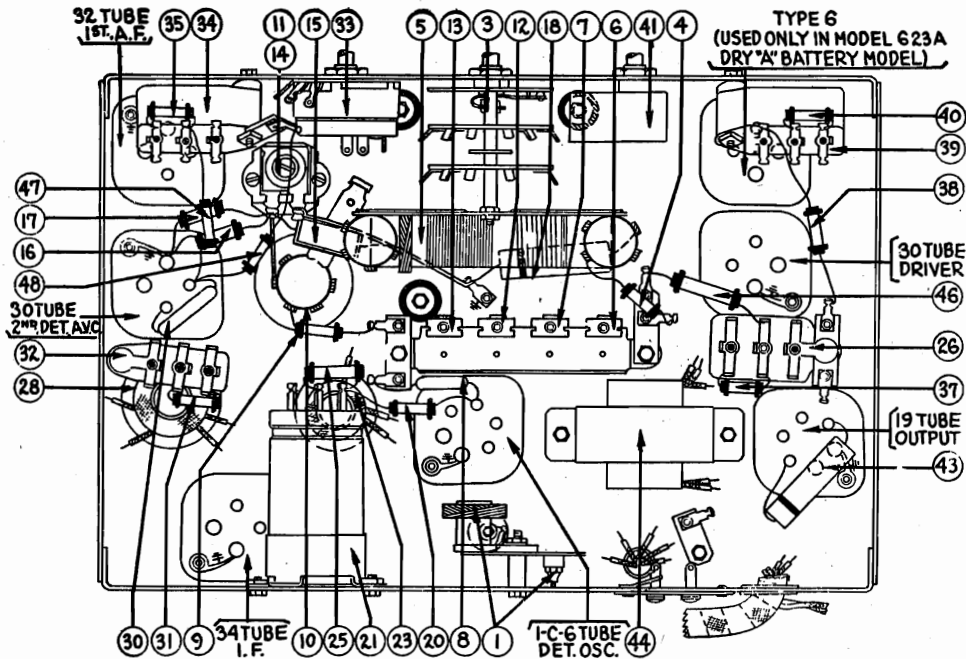 32 TUBE
1ST. A.F.
35
34
11
14
15
33
5
13
3
12
18
7
6
41
4
TYPE 6
(USED ONLY IN MODEL 623A
DRY "A" BATTERY MODEL)
40
39
38
47
17
16
48
30 TUBE
DRIVER
46
30 TUBE
2ND. DET. A.V.C.
32
28
26
37
19 TUBE
OUTPUT
43
30
31
9
34 TUBE
I. F.
10
25
21
23
20
8
1
1-C-6 TUBE
DET. OSC.
44